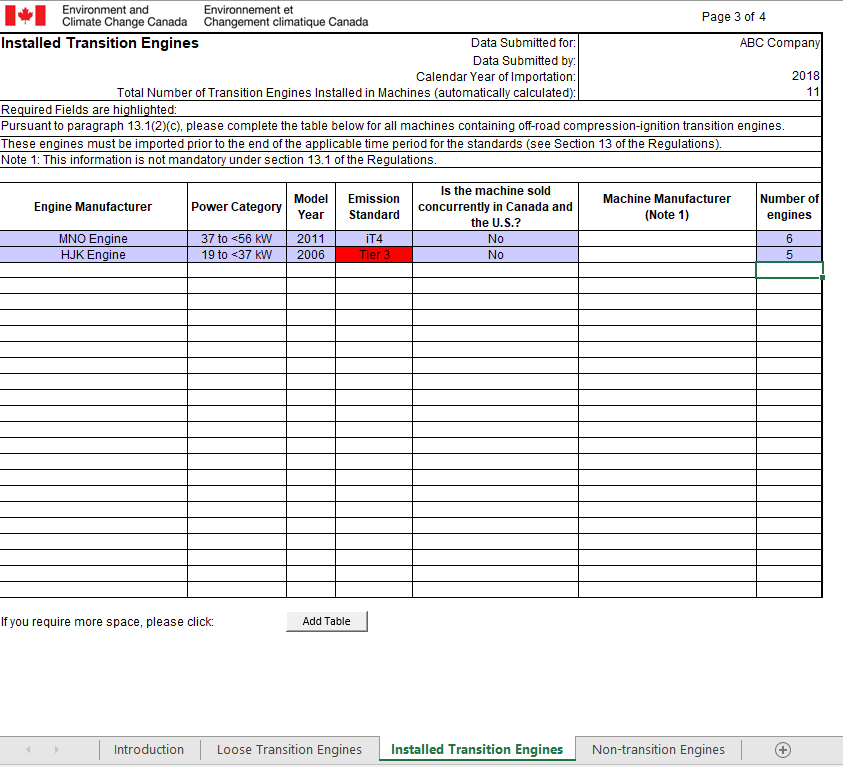 Environment and Environnement et
Climate Change Canada Changement climatique Canada
Page 3 of 4
Installed Transition Engines
Data Submitted for: ABC Company
Data Submitted by:
Calendar Year of Importation: 2018
Total Number of Transition Engines Installed in Machines (automatically calculated): 11
Required Fields are highlighted:
Pursuant to paragraph 13.1(2)(c), please complete the table below for all machines containing off-road compression-ignition transition engines.
These engines must be imported prior to the end of the applicable time period for the standards (see Section 13 of the Regulations).
Note 1: This information is not mandatory under section 13.1 of the Regulations.
Engine Manufacturer
Power Category
Model
Year
Emission
Standard
Is the machine sold
concurrently in Canada and
the U.S.?
Machine Manufacturer
(Note 1)
Number of
engines
MNO Engine 37 to <56 kW 2011 iT4 No 6
HJK Engine 19 to <37 kW 2006 Tier 3 No 5
If you require more space, please click: Add Table
Introduction Loose Transition Engines Installed Transition Engines Non-transition Engines